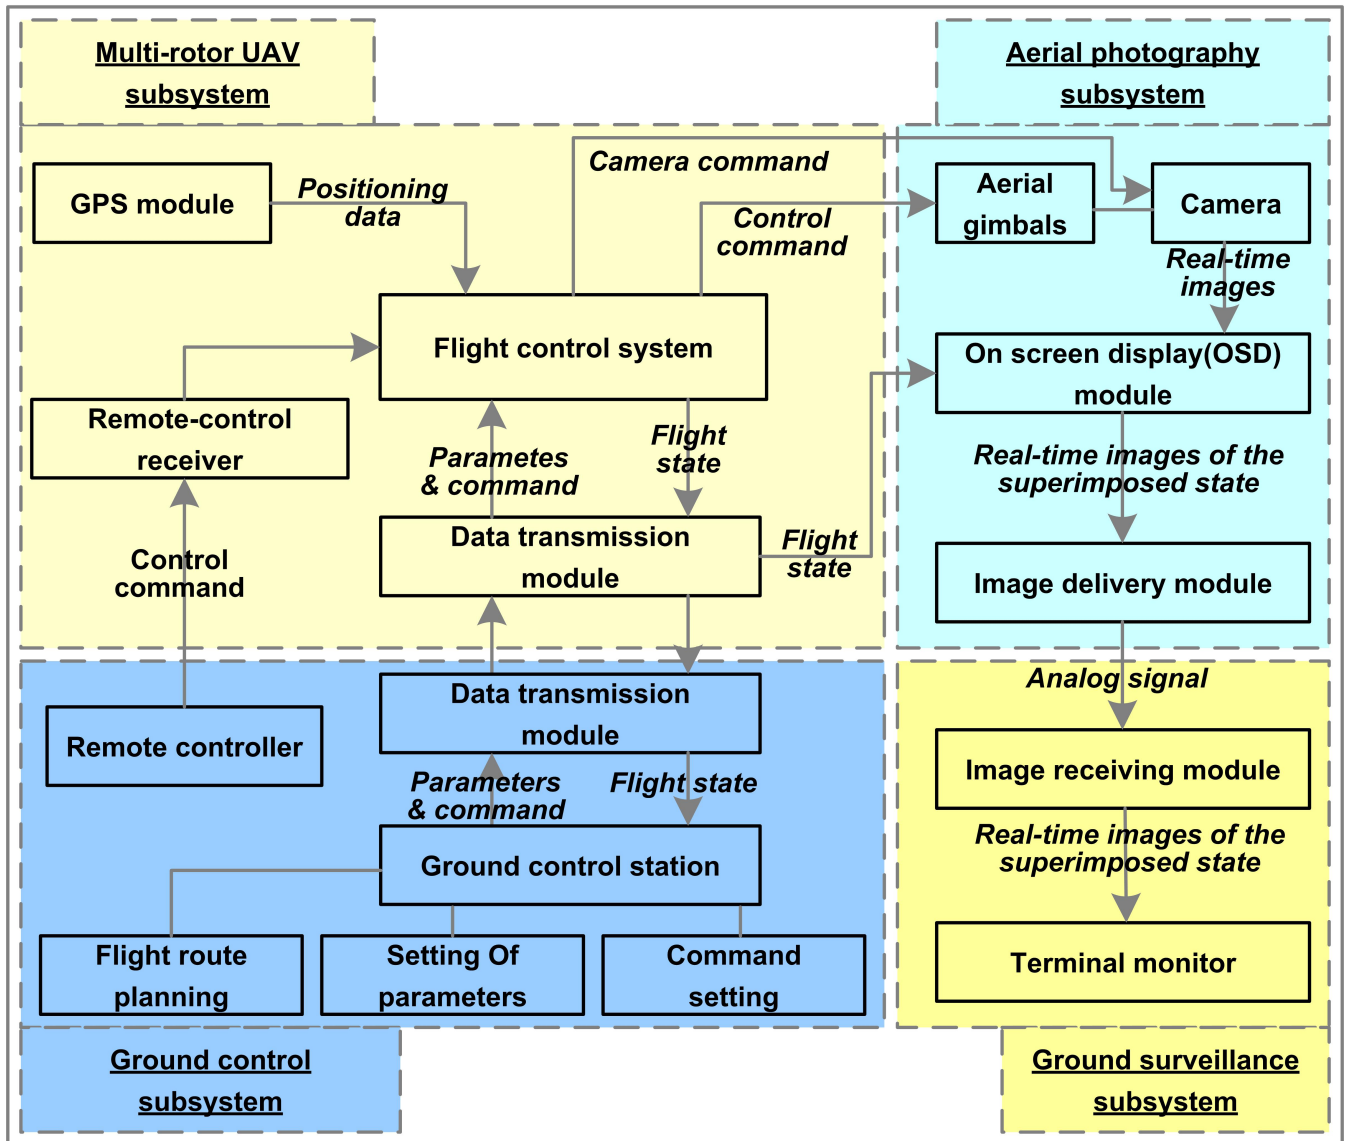 Multi-rotor UAV
subsystem
Aerial photography
subsystem
Camera command
GPS module
Positioning
data
Control
command
Aerial
gimbals
Camera
Real-time
images
Flight control system
On screen display(OSD)
module
Remote-control
receiver
Parametes
& command
Flight
state
Real-time images of the
superimposed state
Data transmission
module
Flight
state
Control
command
Image delivery module
Analog signal
Data transmission
module
Remote controller
Image receiving module
Parameters
& command
Flight state
Real-time images of the
superimposed state
Ground control station
Flight route
planning
Setting Of
parameters
Command
setting
Terminal monitor
Ground control
subsystem
Ground surveillance
subsystem